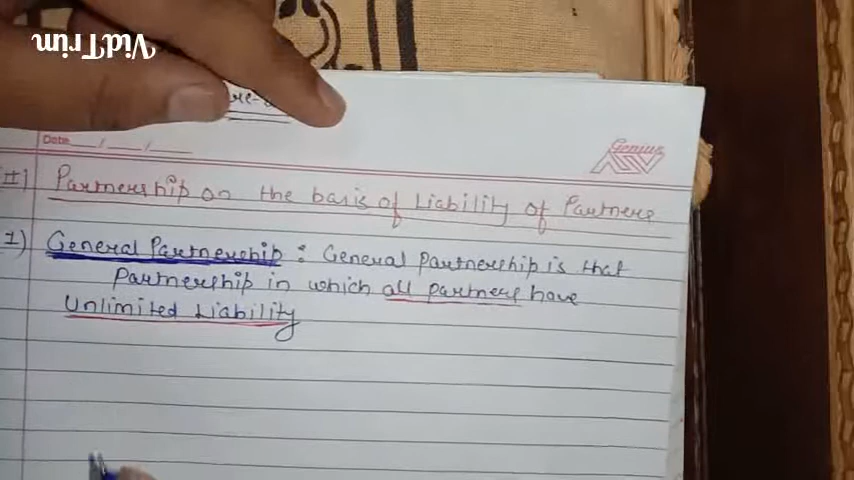 VidTrim
Date
Genius
II) Partnership on the basis of Liability of Partners
1) General Partnership : General Partnership is that
Partnership in which all partners have
Unlimited Liability